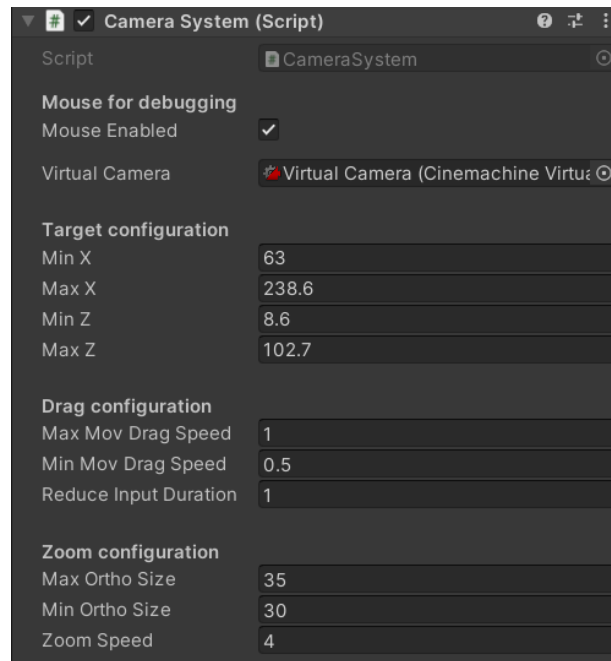 Camera System (Script)
Script CameraSystem
Mouse for debugging
Mouse Enabled
Virtual Camera Virtual Camera (Cinemachine Virtua
Target configuration
Min X 63
Max X 238.6
Min Z 8.6
Max Z 102.7
Drag configuration
Max Mov Drag Speed 1
Min Mov Drag Speed 0.5
Reduce Input Duration 1
Zoom configuration
Max Ortho Size 35
Min Ortho Size 30
Zoom Speed 4